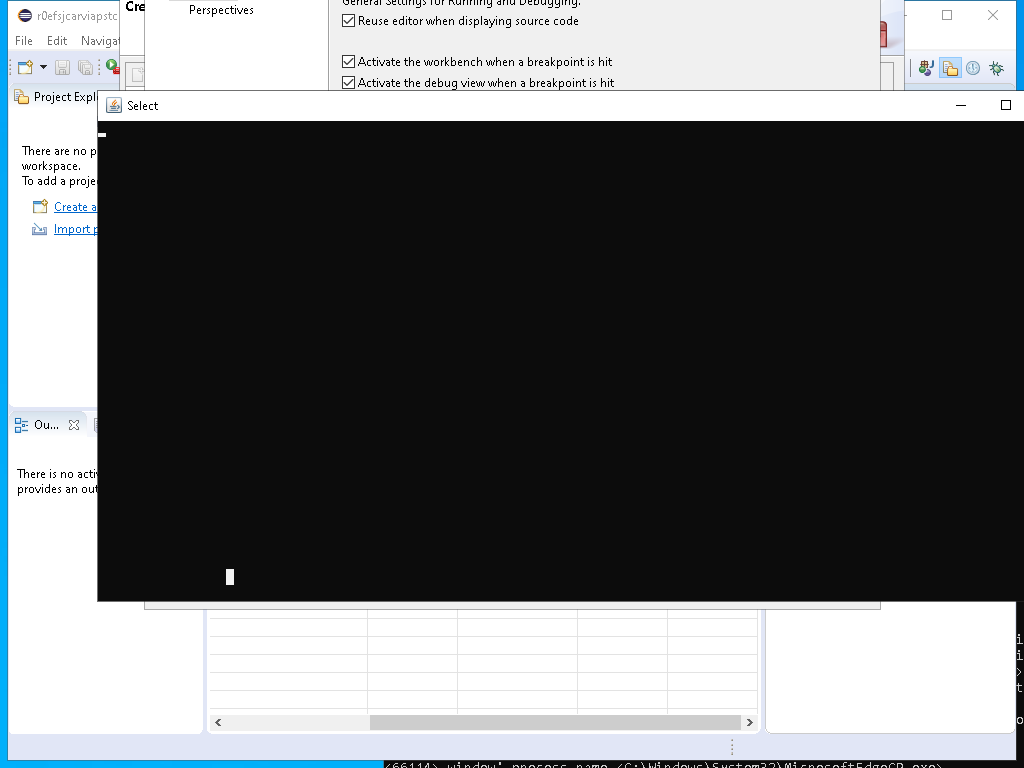 Perspectives
General Settings for Running and Debugging.
Reuse editor when displaying source code
Activate the workbench when a breakpoint is hit
Activate the debug view when a breakpoint is hit
r0efsjcarviapstc
Cre
File Edit Navigat
Project Expl
Select
There are no p
workspace.
To add a proje
Create a
Import p
Ou...
There is no acti
provides an out
<66114> window' process name <C:\Windows\System32\MicrosoftEdgeCP.exe>